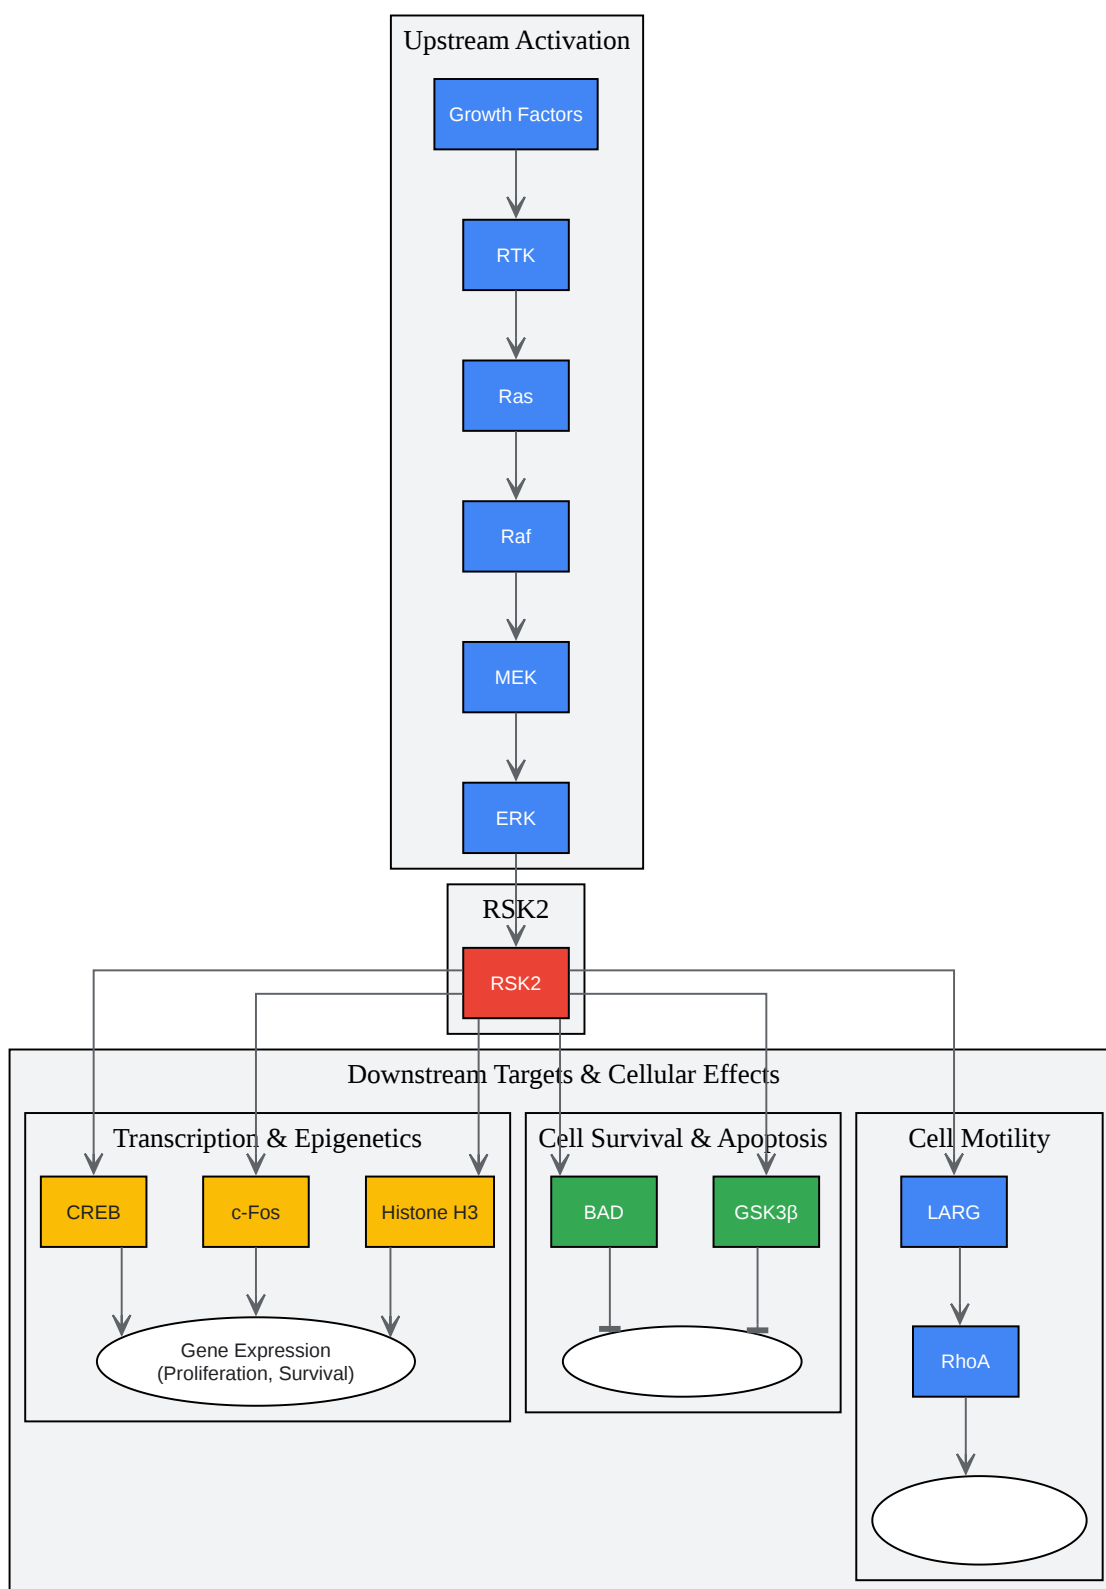 Upstream Activation
Growth Factors
RTK
Ras
Raf
MEK
ERK
RSK2
RSK2
Downstream Targets & Cellular Effects
Transcription & Epigenetics
Cell Survival & Apoptosis
Cell Motility
CREB
c-Fos
Histone H3
BAD
GSK3β
LARG
Gene Expression
(Proliferation, Survival)
RhoA